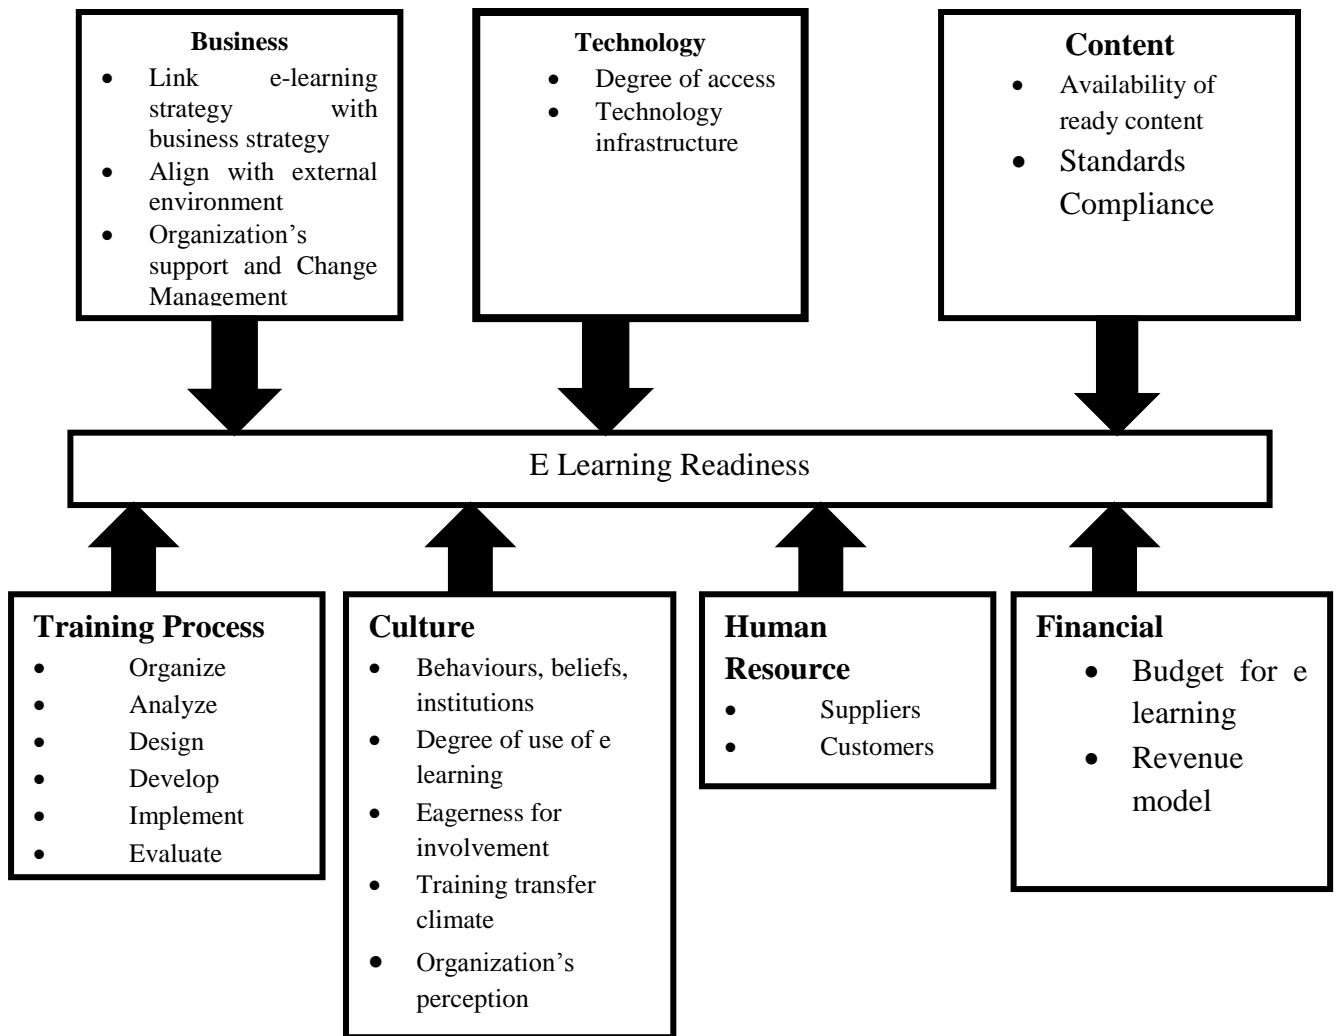 Business
• Link e-learning
strategy with
business strategy
• Align with external
environment
• Organization’s
support and Change
Management
Technology
• Degree of access
• Technology
infrastructure
Content
• Availability of
ready content
• Standards
Compliance
E Learning Readiness
Training Process
• Organize
• Analyze
• Design
• Develop
• Implement
• Evaluate
Culture
• Behaviours, beliefs,
institutions
• Degree of use of e
learning
• Eagerness for
involvement
• Training transfer
climate
• Organization’s
perception
Human
Resource
• Suppliers
• Customers
Financial
• Budget for e
learning
• Revenue
model